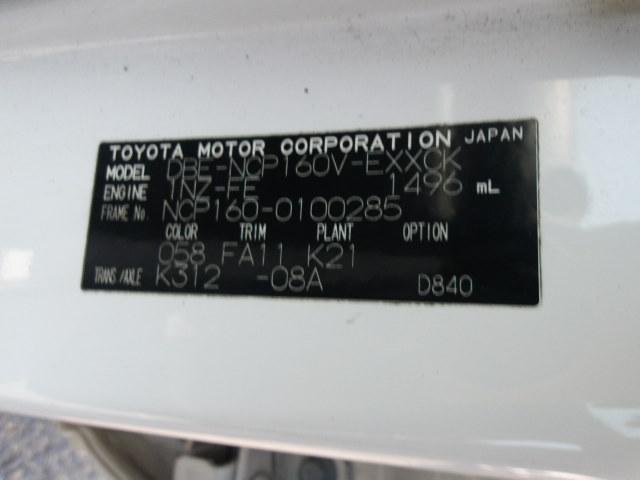 TOYOTA MOTOR CORPORATION JAPAN
MODEL DBE-NCP160V-EXXCK
ENGINE 1NZ-FE 1496 mL
FRAME No. NCP160-0100285
COLOR TRIM PLANT OPTION
058 FA11 K21
TRANS/AXLE K312 -08A D840